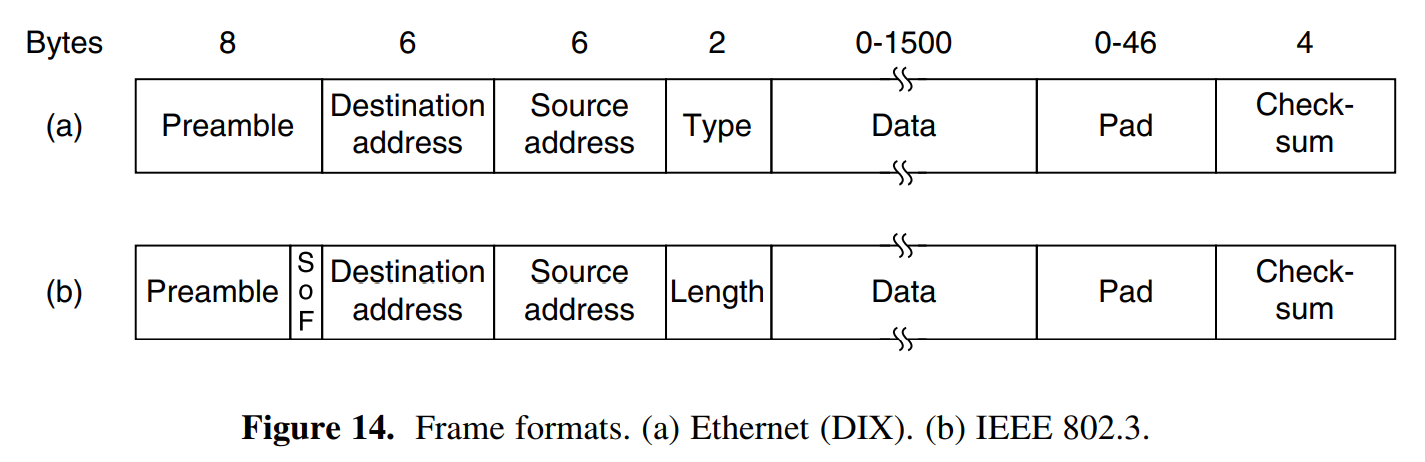 Bytes 8 6 6 2 0-1500 0-46 4
(a) Preamble Destination address Source address Type Data Pad Check-sum
(b) Preamble SoF Destination address Source address Length Data Pad Check-sum
Figure 14. Frame formats. (a) Ethernet (DIX). (b) IEEE 802.3.